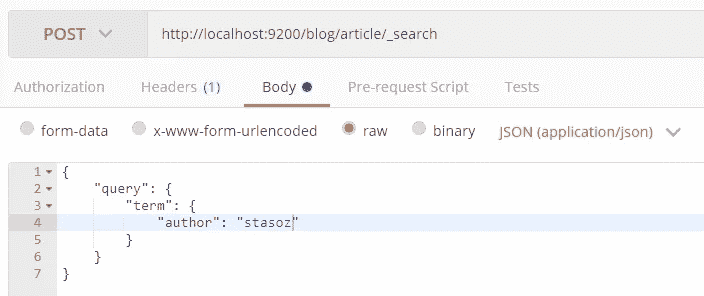 POST http://localhost:9200/blog/article/_search
Authorization Headers (1) Body Pre-request Script Tests
form-data x-www-form-urlencoded raw binary JSON (application/json)
1 {
2     "query": {
3         "term": {
4             "author": "stasoz"
5         }
6     }
7 }